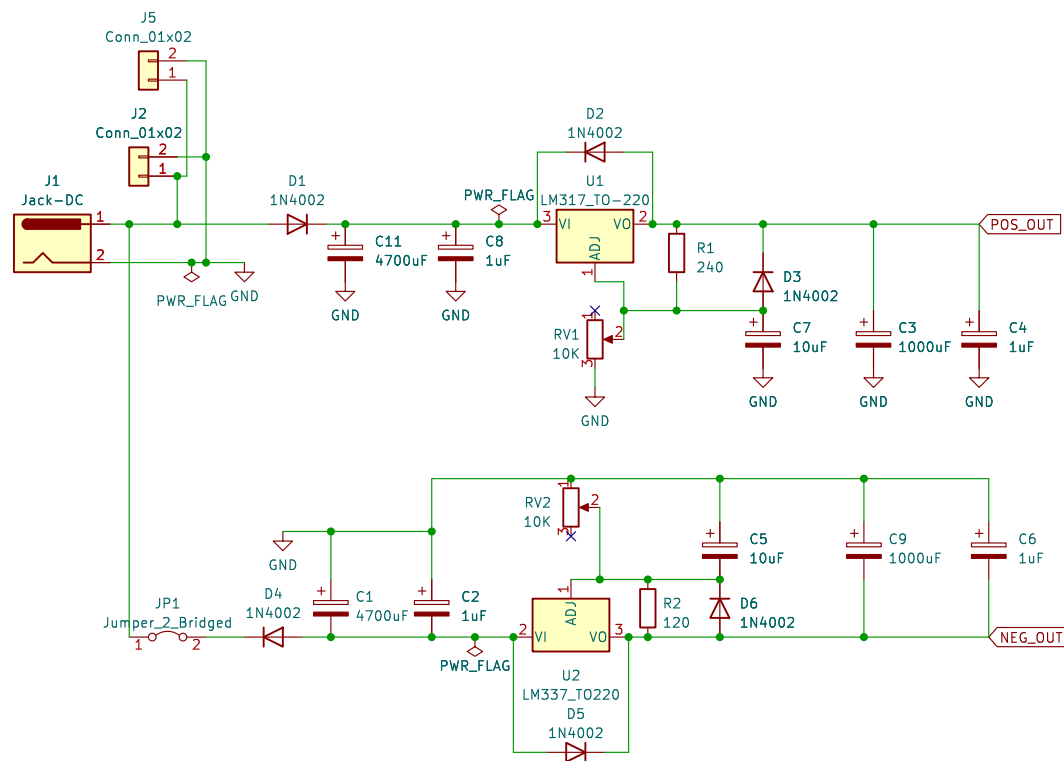 J5
Conn_01x02
2
1
J2
Conn_01x02
2
1
J1
Jack-DC
1
2
PWR_FLAG
GND
D1
1N4002
C11
4700uF
GND
PWR_FLAG
C8
1uF
GND
D2
1N4002
U1
LM317_TO-220
3
VI
VO
2
ADJ
1
R1
240
RV1
10K
1
2
3
GND
D3
1N4002
C7
10uF
GND
C3
1000uF
GND
C4
1uF
GND
POS_OUT
RV2
10K
1
2
3
GND
C5
10uF
C9
1000uF
C6
1uF
JP1
Jumper_2_Bridged
1
2
D4
1N4002
C1
4700uF
C2
1uF
PWR_FLAG
1
ADJ
2
VI
VO
3
U2
LM337_TO220
D5
1N4002
R2
120
D6
1N4002
NEG_OUT